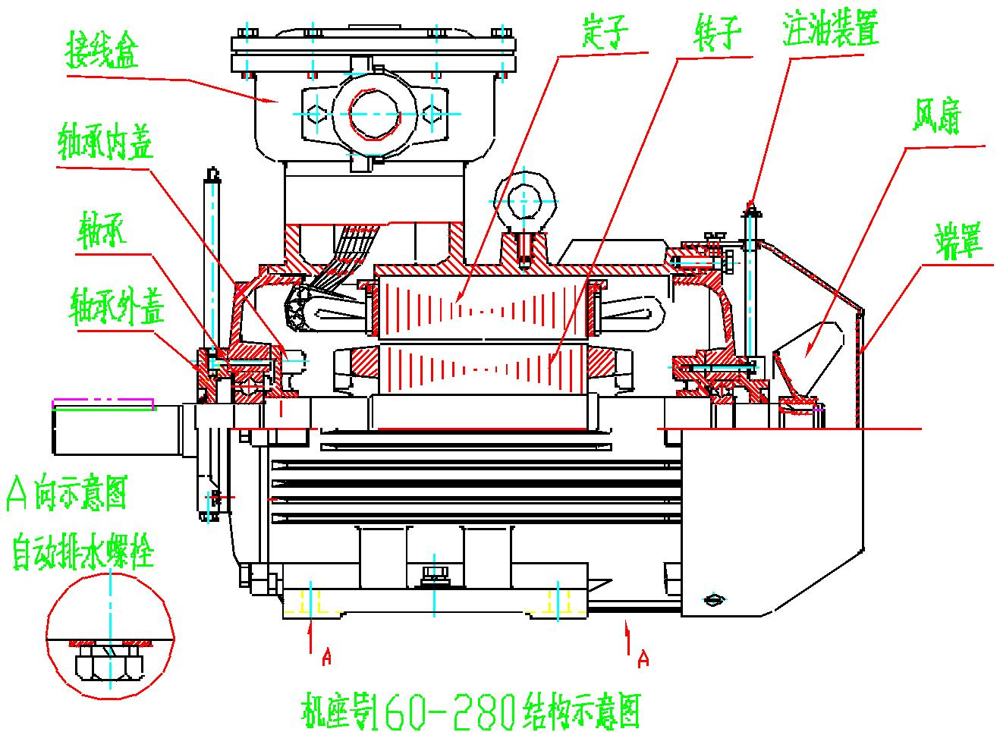 接线盒
定子
转子
注油装置
风扇
轴承内盖
轴承
端罩
轴承外盖
A向示意图
自动排水螺栓
A
A
机座号160-280结构示意图